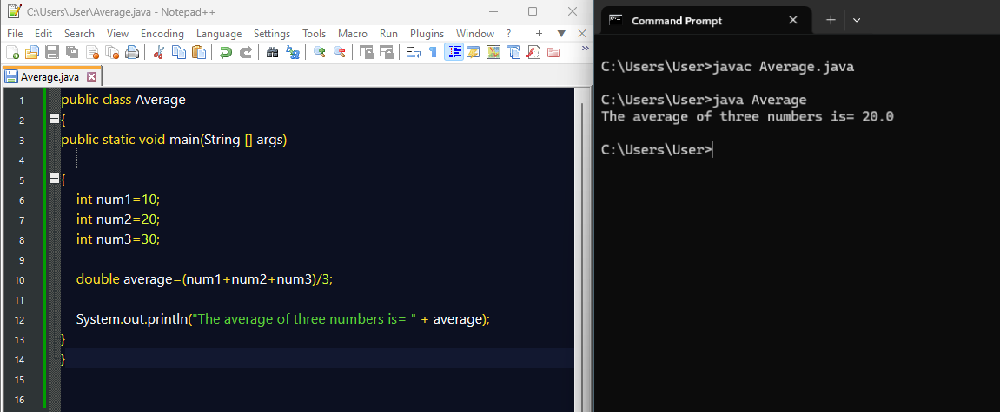 C:\Users\User\Average.java - Notepad++
File Edit Search View Encoding Language Settings Tools Macro Run Plugins Window ? + ▼ X
Average.java
1 public class Average
2 {
3 public static void main(String [] args)
4
5 {
6 int num1=10;
7 int num2=20;
8 int num3=30;
9
10 double average=(num1+num2+num3)/3;
11
12 System.out.println("The average of three numbers is= " + average);
13 }
14 }
15
16
Command Prompt
C:\Users\User>javac Average.java
C:\Users\User>java Average
The average of three numbers is= 20.0
C:\Users\User>